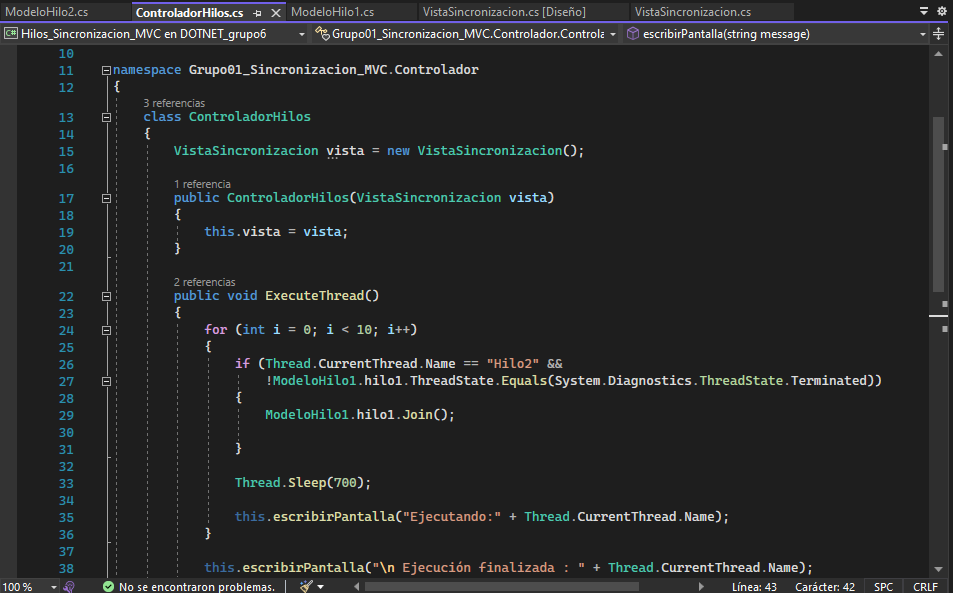 ModeloHilo2.cs ControladorHilos.cs ModeloHilo1.cs VistaSincronizacion.cs [Diseño] VistaSincronizacion.cs
C# Hilos_Sincronizacion_MVC en DOTNET_grupo6 Grupo01_Sincronizacion_MVC.Controlador.Controla escribirPantalla(string message)
10
11 namespace Grupo01_Sincronizacion_MVC.Controlador
12 {
3 referencias
13 class ControladorHilos
14 {
15 VistaSincronizacion vista = new VistaSincronizacion();
16
1 referencia
17 public ControladorHilos(VistaSincronizacion vista)
18 {
19 this.vista = vista;
20 }
21
2 referencias
22 public void ExecuteThread()
23 {
24 for (int i = 0; i < 10; i++)
25 {
26 if (Thread.CurrentThread.Name == "Hilo2" &&
27 !ModeloHilo1.hilo1.ThreadState.Equals(System.Diagnostics.ThreadState.Terminated))
28 {
29 ModeloHilo1.hilo1.Join();
30
31 }
32
33 Thread.Sleep(700);
34
35 this.escribirPantalla("Ejecutando:" + Thread.CurrentThread.Name);
36 }
37
38 this.escribirPantalla("\n Ejecución finalizada : " + Thread.CurrentThread.Name);
100 % No se encontraron problemas. Línea: 43 Carácter: 42 SPC CRLF